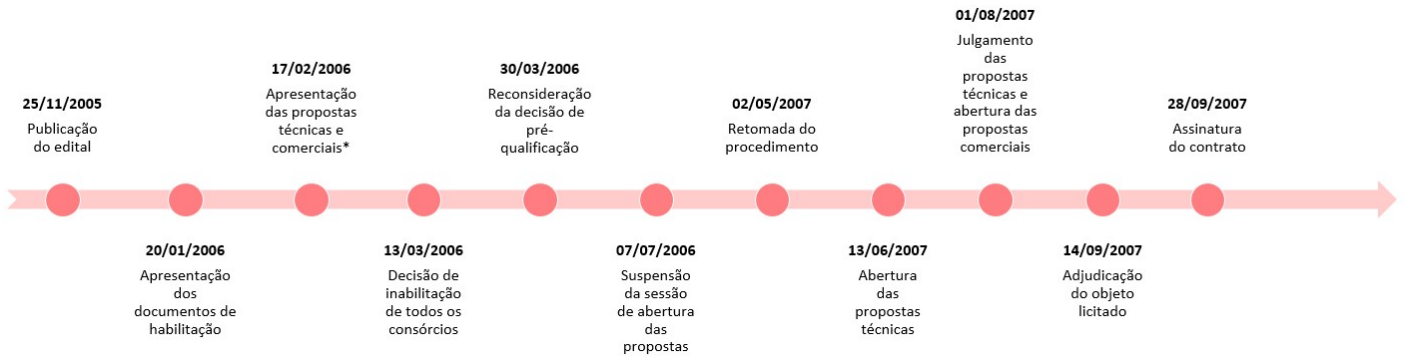 25/11/2005
Publicação
do edital
20/01/2006
Apresentação
dos
documentos de
habilitação
17/02/2006
Apresentação
das propostas
técnicas e
comerciais*
13/03/2006
Decisão de
inabilitação
de todos os
consórcios
30/03/2006
Reconsideração
da decisão de
pré-
qualificação
07/07/2006
Suspensão
da sessão
de abertura
das
propostas
02/05/2007
Retomada do
procedimento
13/06/2007
Abertura
das
propostas
técnicas
01/08/2007
Julgamento
das
propostas
técnicas e
abertura das
propostas
comerciais
14/09/2007
Adjudicação
do objeto
licitado
28/09/2007
Assinatura
do contrato